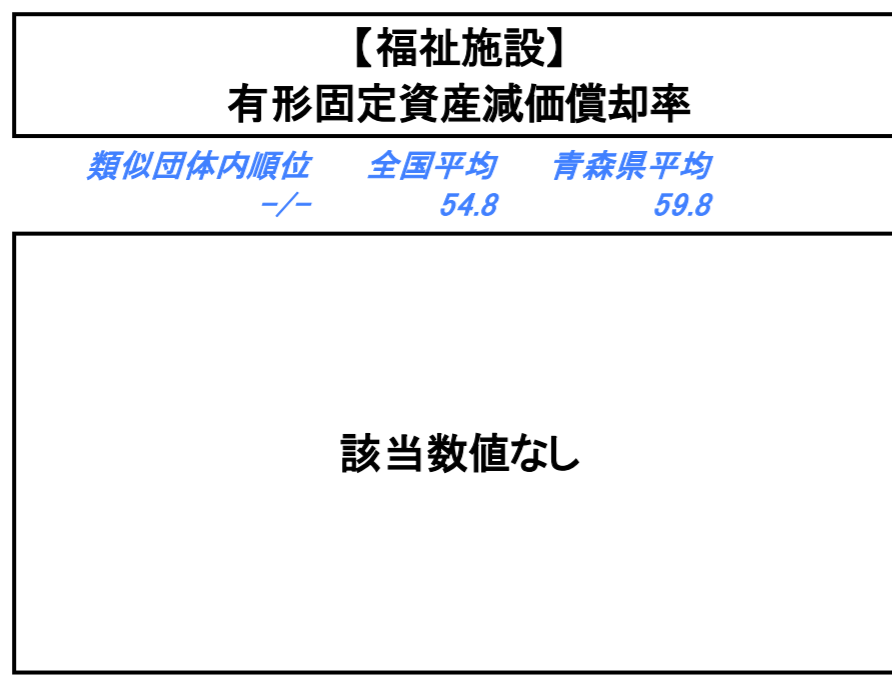 【福祉施設】
有形固定資産減価償却率
類似団体内順位 全国平均 青森県平均
-/- 54.8 59.8
該当数値なし